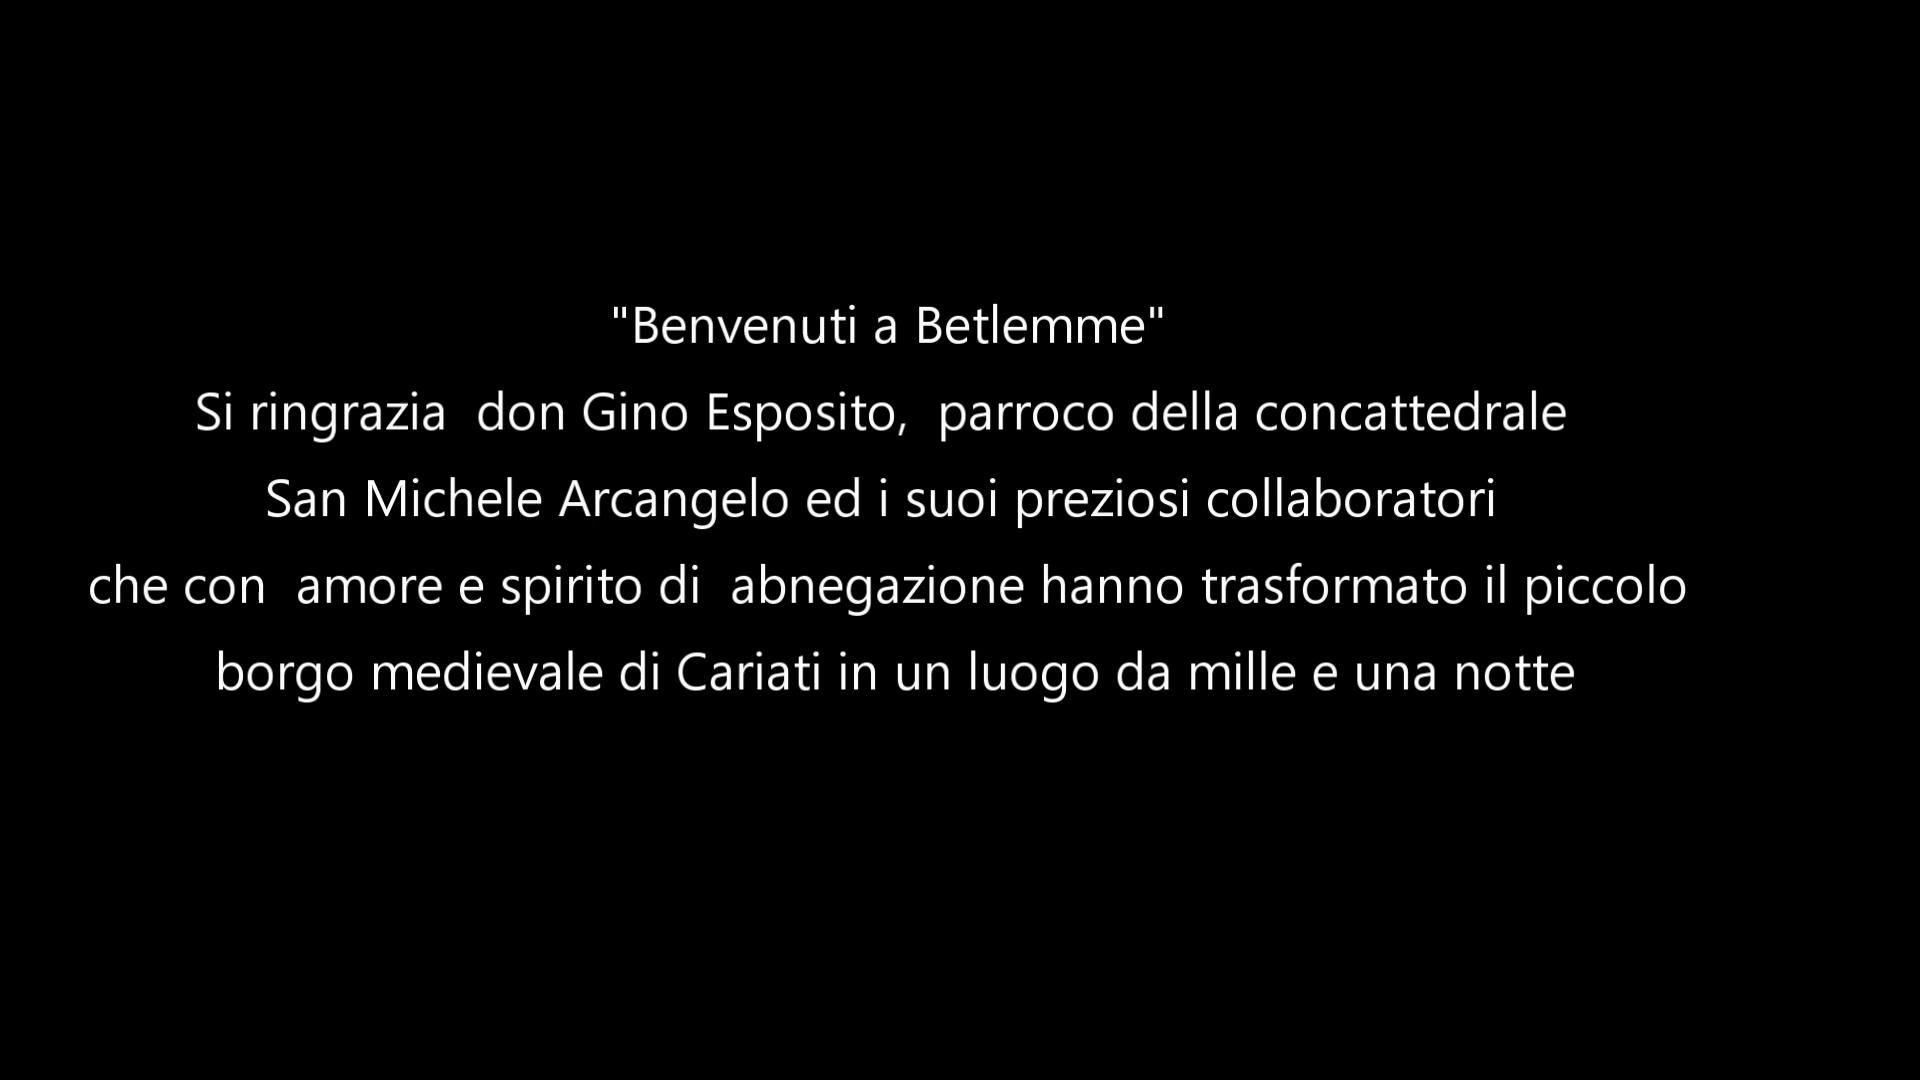 "Benvenuti a Betlemme"
Si ringrazia  don Gino Esposito,  parroco della concattedrale
San Michele Arcangelo ed i suoi preziosi collaboratori
che con  amore e spirito di  abnegazione hanno trasformato il piccolo
borgo medievale di Cariati in un luogo da mille e una notte